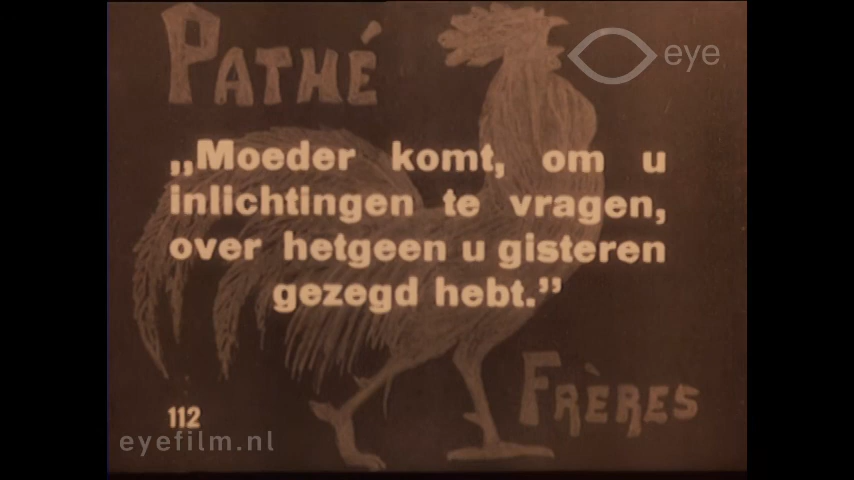 PATHÉ
eye
„Moeder komt, om u
inlichtingen te vragen,
over hetgeen u gisteren
gezegd hebt.”
FRÈRES
112
eyefilm.nl